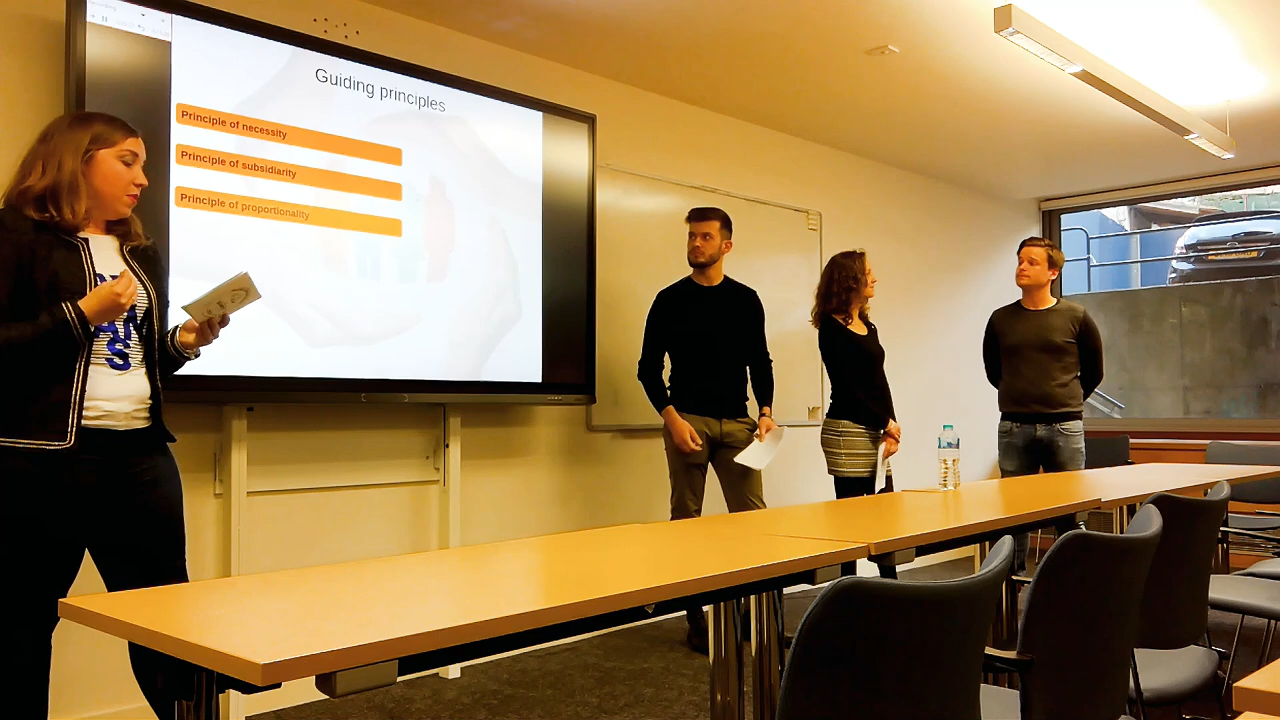 Guiding principles
Principle of necessity
Principle of subsidiarity
Principle of proportionality